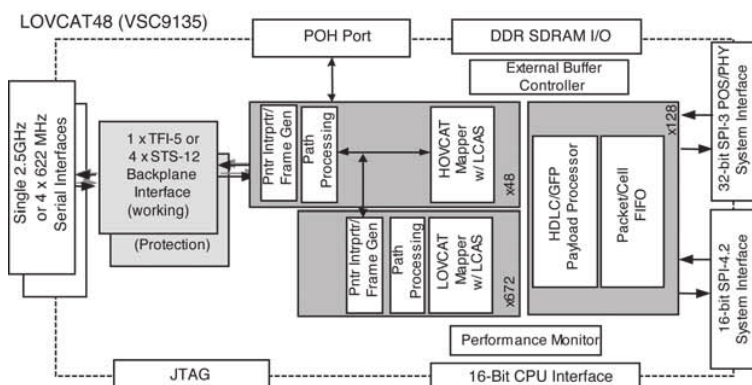 LOVCAT48 (VSC9135)
POH Port
DDR SDRAM I/O
External Buffer
Controller
Single 2.5GHz
or 4 x 622 MHz
Serial Interfaces
1 x TFI-5 or
4 x STS-12
Backplane
Interface
(working)
(Protection)
Pntr Intrprtr/
Frame Gen
Path
Processing
HOVCAT
Mapper
w/ LCAS
x48
Pntr Intrprtr/
Frame Gen
Path
Processing
LOVCAT
Mapper
w/ LCAS
x672
HDLC/GFP
Payload Processor
Packet/Cell
FIFO
x128
32-bit SPI-3 POS/PHY
System Interface
16-bit SPI-4.2
System Interface
Performance Monitor
JTAG
16-Bit CPU Interface